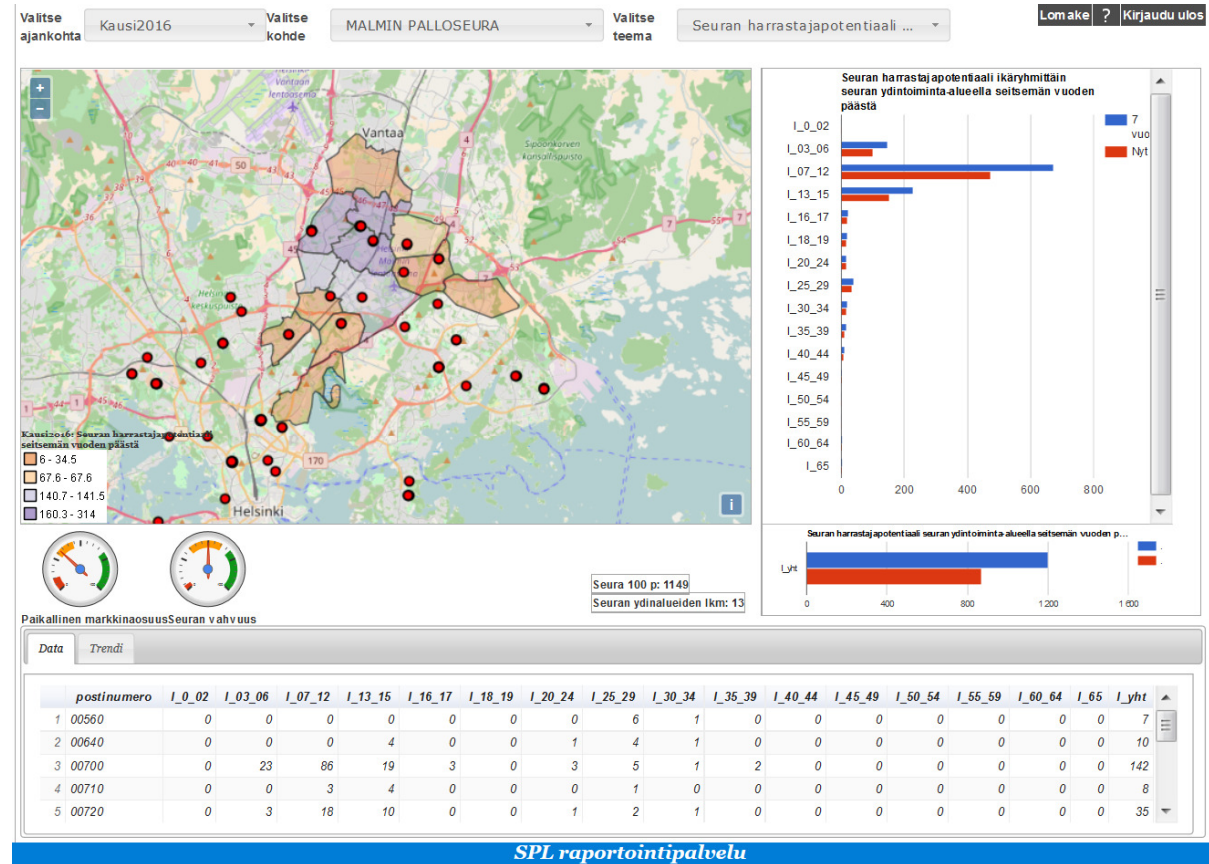 Valitse
ajankohta
Kausi2016
Valitse
kohde
MALMIN PALLOSEURA
Valitse
teema
Seuran harrastajapotentiaali ...
Lomake ? Kirjaudu ulos
+
−
Vantaan
lentoasema
Vantaa
Sipoonkorven
kansallispuisto
Helsinki
170
Kausi2016: Seuran harrastajapotentiaali
seitsemän vuoden päästä
6 - 34.5
67.6 - 67.6
140.7 - 141.5
160.3 - 314
i
Seuran harrastajapotentiaali ikäryhmittäin
seuran ydintoiminta-alueella seitsemän vuoden
päästä
7
vuo
Nyt
I_0_02
I_03_06
I_07_12
I_13_15
I_16_17
I_18_19
I_20_24
I_25_29
I_30_34
I_35_39
I_40_44
I_45_49
I_50_54
I_55_59
I_60_64
I_65
0 200 400 600 800
Seuran harrastajapotentiaali seuran ydintoiminta-alueella seitsemän vuoden p...
I_yht
0 400 800 1 200 1 600
Seura 100 p: 1149
Seuran ydinalueiden lkm: 13
Paikallinen markkinaosuus Seuran vahvuus
Data Trendi
postinumero I_0_02 I_03_06 I_07_12 I_13_15 I_16_17 I_18_19 I_20_24 I_25_29 I_30_34 I_35_39 I_40_44 I_45_49 I_50_54 I_55_59 I_60_64 I_65 I_yht
1 00560 0 0 0 0 0 0 0 6 1 0 0 0 0 0 0 0 7
2 00640 0 0 0 4 0 0 1 4 1 0 0 0 0 0 0 0 10
3 00700 0 23 86 19 3 0 3 5 1 2 0 0 0 0 0 0 142
4 00710 0 0 3 4 0 0 0 1 0 0 0 0 0 0 0 0 8
5 00720 0 3 18 10 0 0 1 2 1 0 0 0 0 0 0 0 35
SPL raportointipalvelu